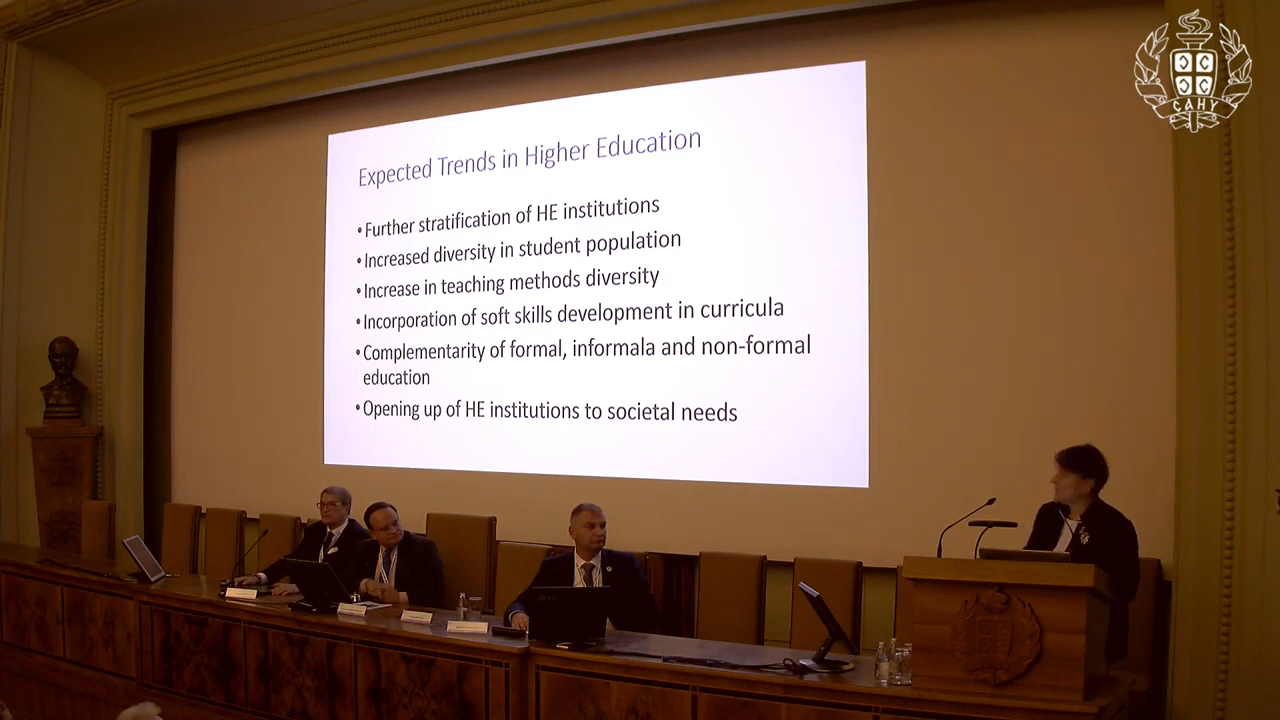 Expected Trends in Higher Education
• Further stratification of HE institutions
• Increased diversity in student population
• Increase in teaching methods diversity
• Incorporation of soft skills development in curricula
• Complementarity of formal, informala and non-formal
education
• Opening up of HE institutions to societal needs
САНУ